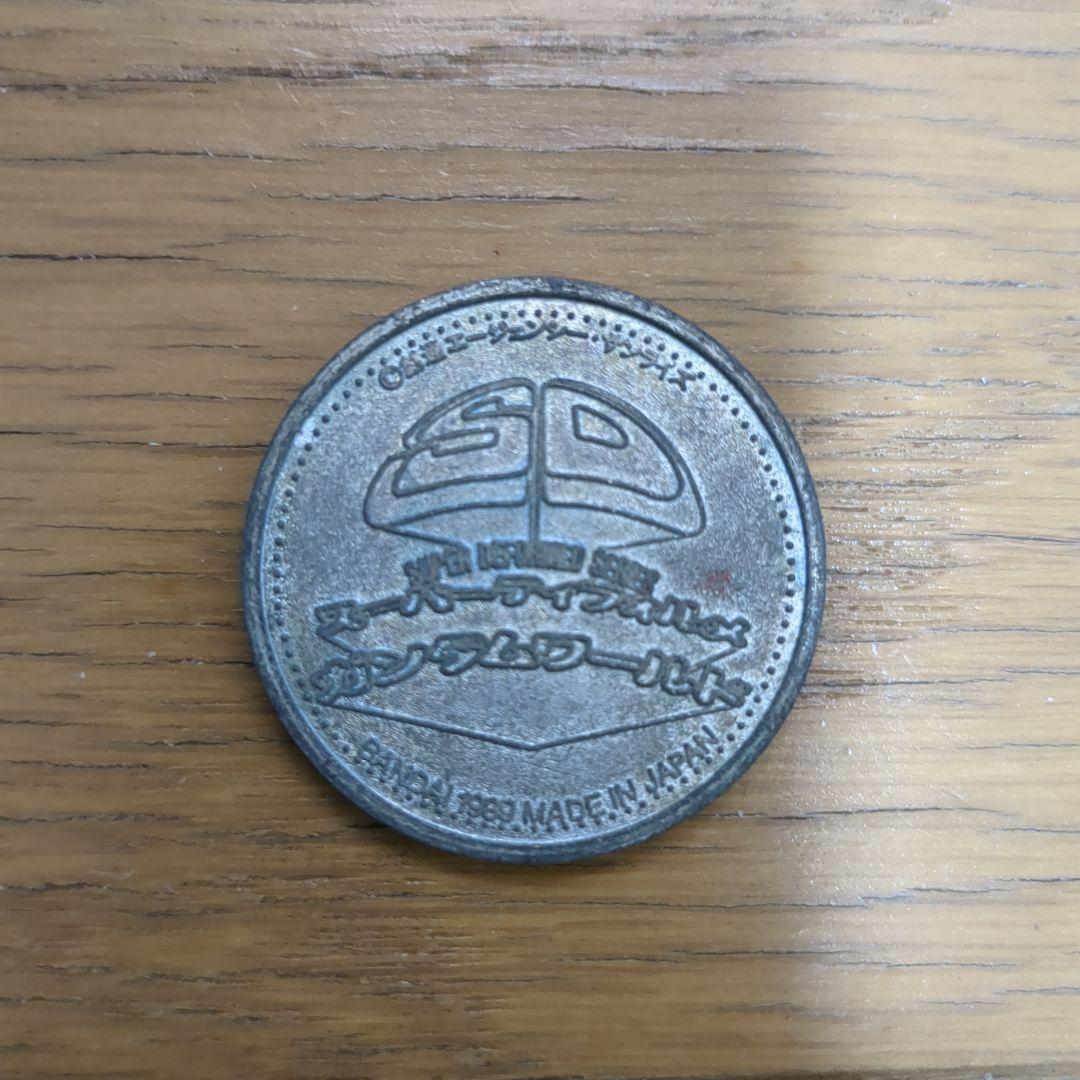 ©創通エージェンシー・サンライズ
SD
SUPER DEFORMED SERIES
スーパーディフォルメ
ガンダムワールド
BANDAI 1989 MADE IN JAPAN